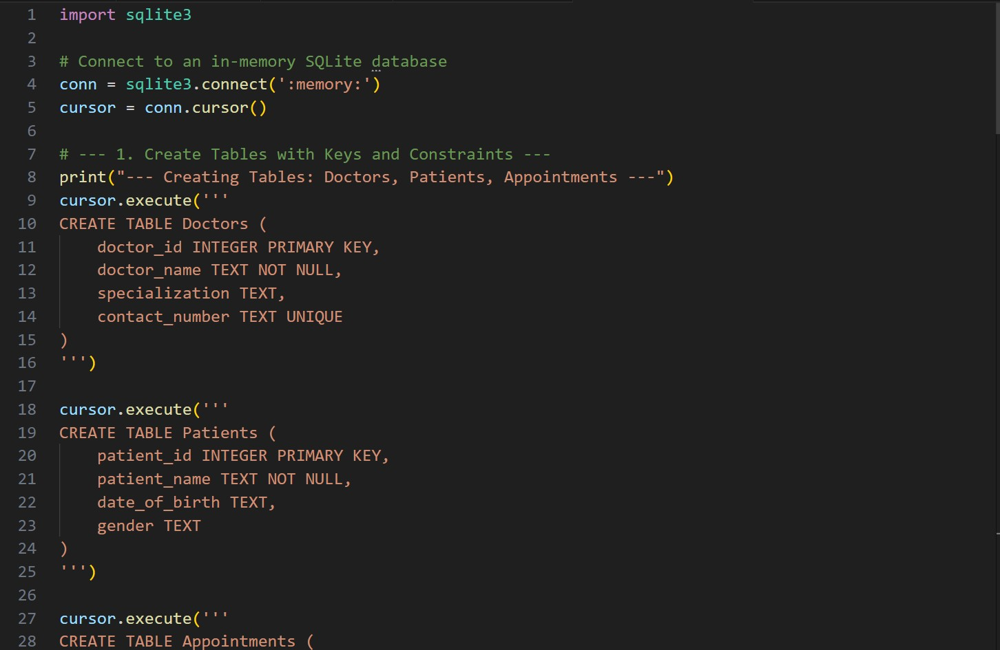 1 import sqlite3
2
3 # Connect to an in-memory SQLite database
4 conn = sqlite3.connect(':memory:')
5 cursor = conn.cursor()
6
7 # --- 1. Create Tables with Keys and Constraints ---
8 print("--- Creating Tables: Doctors, Patients, Appointments ---")
9 cursor.execute('''
10 CREATE TABLE Doctors (
11     doctor_id INTEGER PRIMARY KEY,
12     doctor_name TEXT NOT NULL,
13     specialization TEXT,
14     contact_number TEXT UNIQUE
15 )
16 ''')
17
18 cursor.execute('''
19 CREATE TABLE Patients (
20     patient_id INTEGER PRIMARY KEY,
21     patient_name TEXT NOT NULL,
22     date_of_birth TEXT,
23     gender TEXT
24 )
25 ''')
26
27 cursor.execute('''
28 CREATE TABLE Appointments (